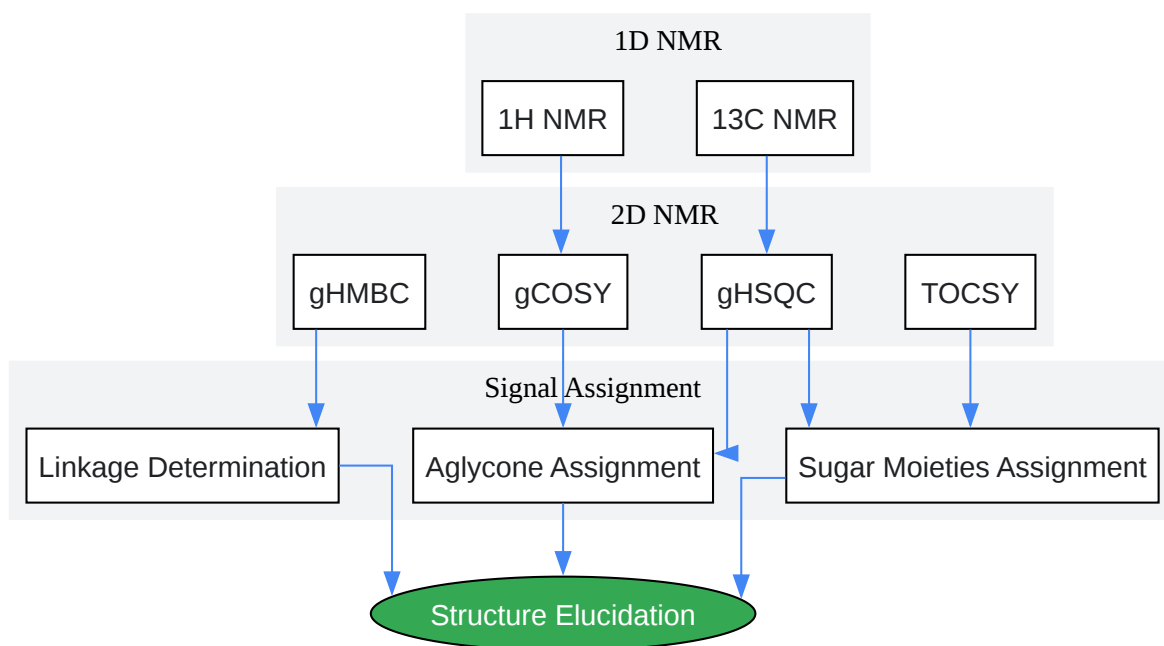 1D NMR
1H NMR
13C NMR
2D NMR
gHMBC
gCOSY
gHSQC
TOCSY
Signal Assignment
Linkage Determination
Aglycone Assignment
Sugar Moieties Assignment
Structure Elucidation